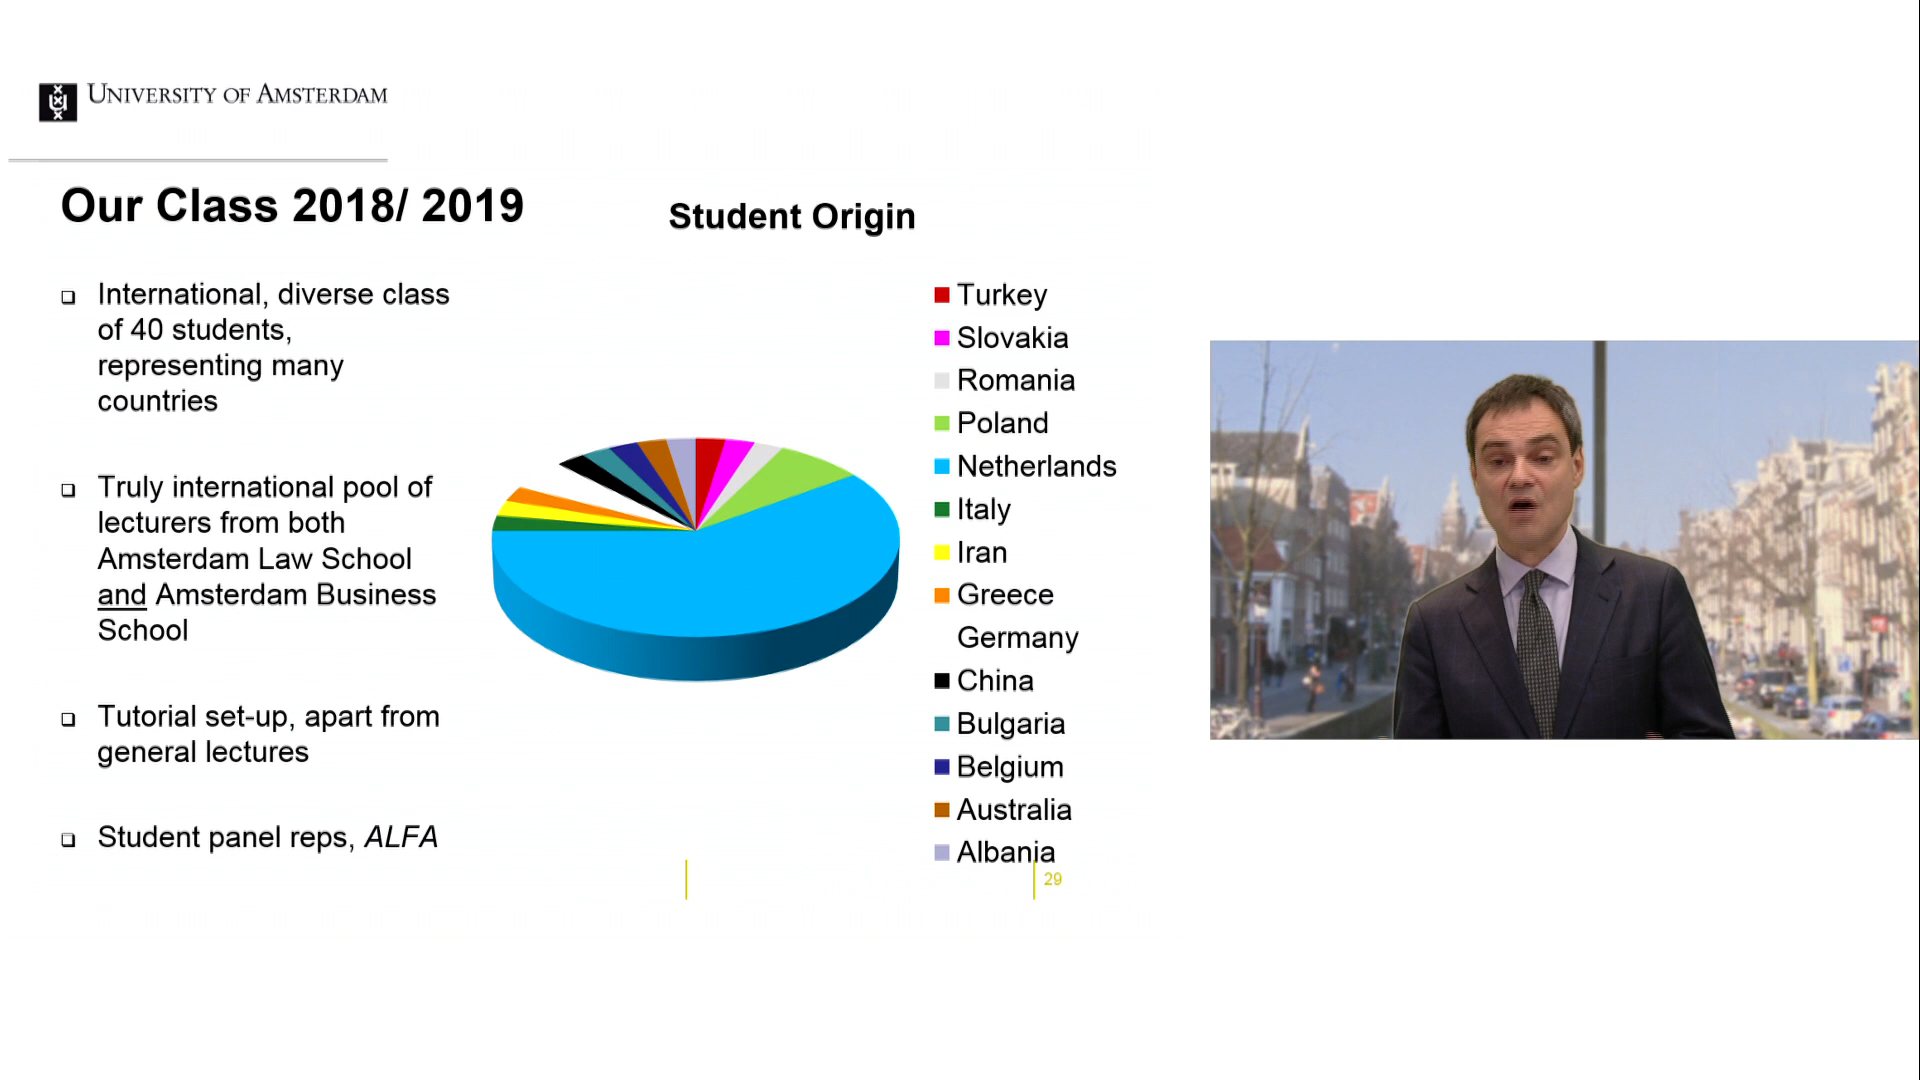 UNIVERSITY OF AMSTERDAM
Our Class 2018/ 2019
International, diverse class
of 40 students,
representing many
countries
Truly international pool of
lecturers from both
Amsterdam Law School
and Amsterdam Business
School
Tutorial set-up, apart from
general lectures
Student panel reps, ALFA
Student Origin
Turkey
Slovakia
Romania
Poland
Netherlands
Italy
Iran
Greece
Germany
China
Bulgaria
Belgium
Australia
Albania
29